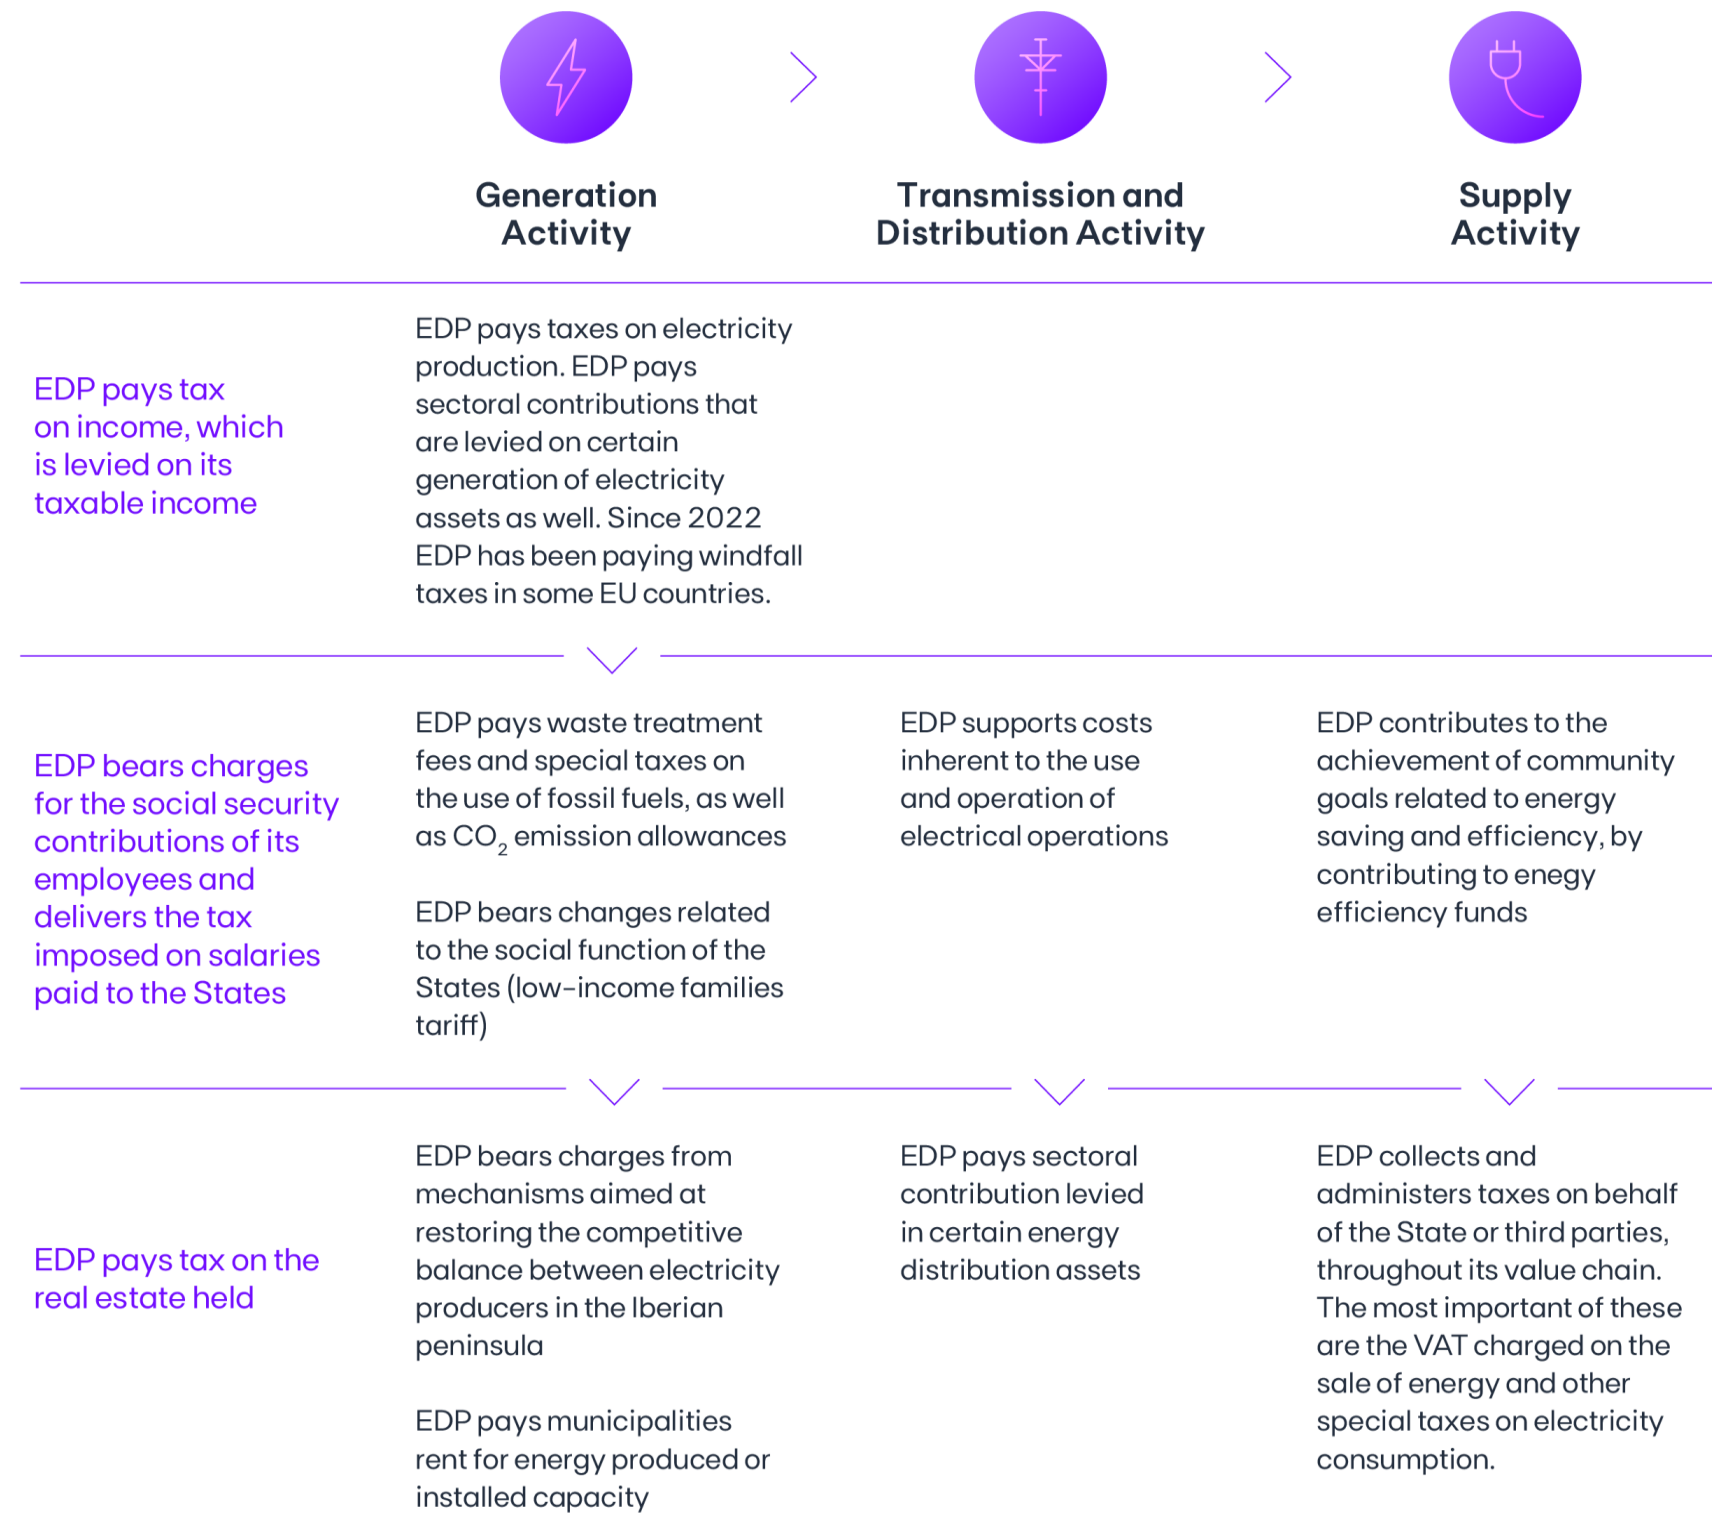 Generation
Activity
Transmission and
Distribution Activity
Supply
Activity
EDP pays tax
on income, which
is levied on its
taxable income
EDP pays taxes on electricity
production. EDP pays
sectoral contributions that
are levied on certain
generation of electricity
assets as well. Since 2022
EDP has been paying windfall
taxes in some EU countries.
EDP bears charges
for the social security
contributions of its
employees and
delivers the tax
imposed on salaries
paid to the States
EDP pays waste treatment
fees and special taxes on
the use of fossil fuels, as well
as CO₂ emission allowances
EDP bears changes related
to the social function of the
States (low-income families
tariff)
EDP supports costs
inherent to the use
and operation of
electrical operations
EDP contributes to the
achievement of community
goals related to energy
saving and efficiency, by
contributing to enegy
efficiency funds
EDP pays tax on the
real estate held
EDP bears charges from
mechanisms aimed at
restoring the competitive
balance between electricity
producers in the Iberian
peninsula
EDP pays municipalities
rent for energy produced or
installed capacity
EDP pays sectoral
contribution levied
in certain energy
distribution assets
EDP collects and
administers taxes on behalf
of the State or third parties,
throughout its value chain.
The most important of these
are the VAT charged on the
sale of energy and other
special taxes on electricity
consumption.